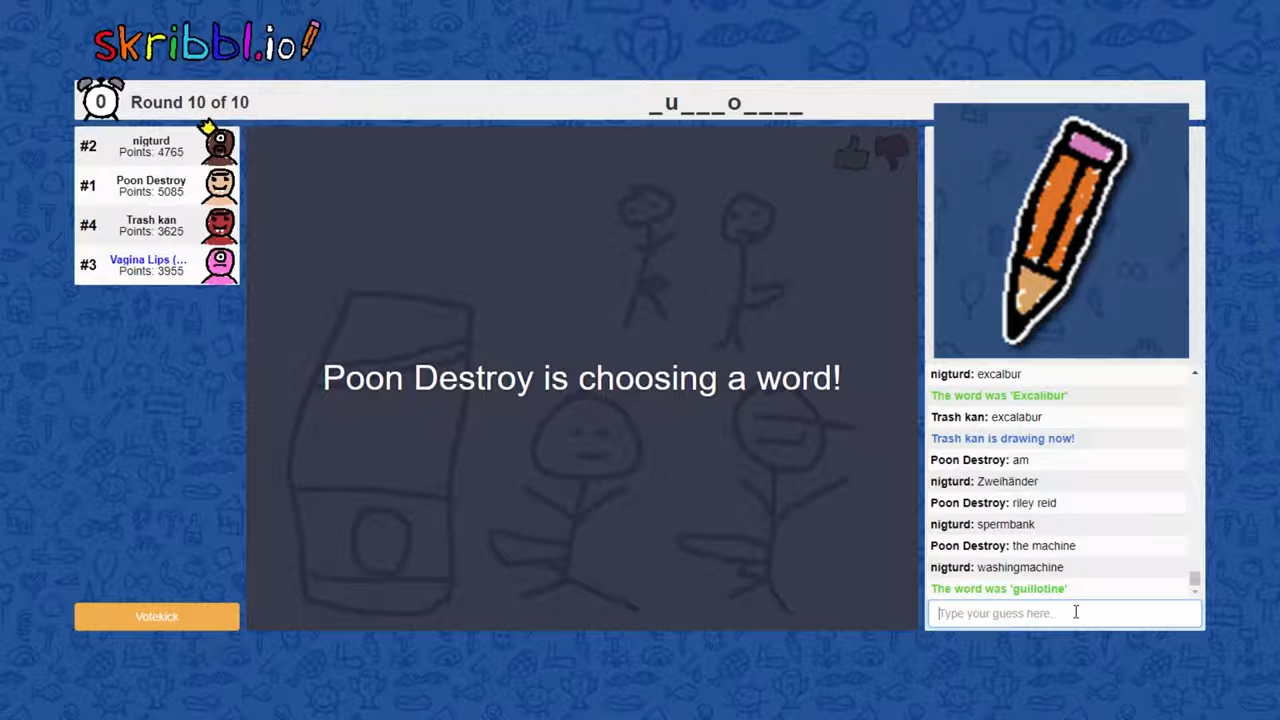 skribbl.io
0
Round 10 of 10
_u___o____
#2
nigturd
Points: 4765
#1
Poon Destroy
Points: 5085
#4
Trash kan
Points: 3625
#3
Vagina Lips (...
Points: 3955
Votekick
Poon Destroy is choosing a word!
nigturd: excalbur
The word was 'Excalibur'
Trash kan: excalabur
Trash kan is drawing now!
Poon Destroy: am
nigturd: Zweihänder
Poon Destroy: riley reid
nigturd: spermbank
Poon Destroy: the machine
nigturd: washingmachine
The word was 'guillotine'
Type your guess here..